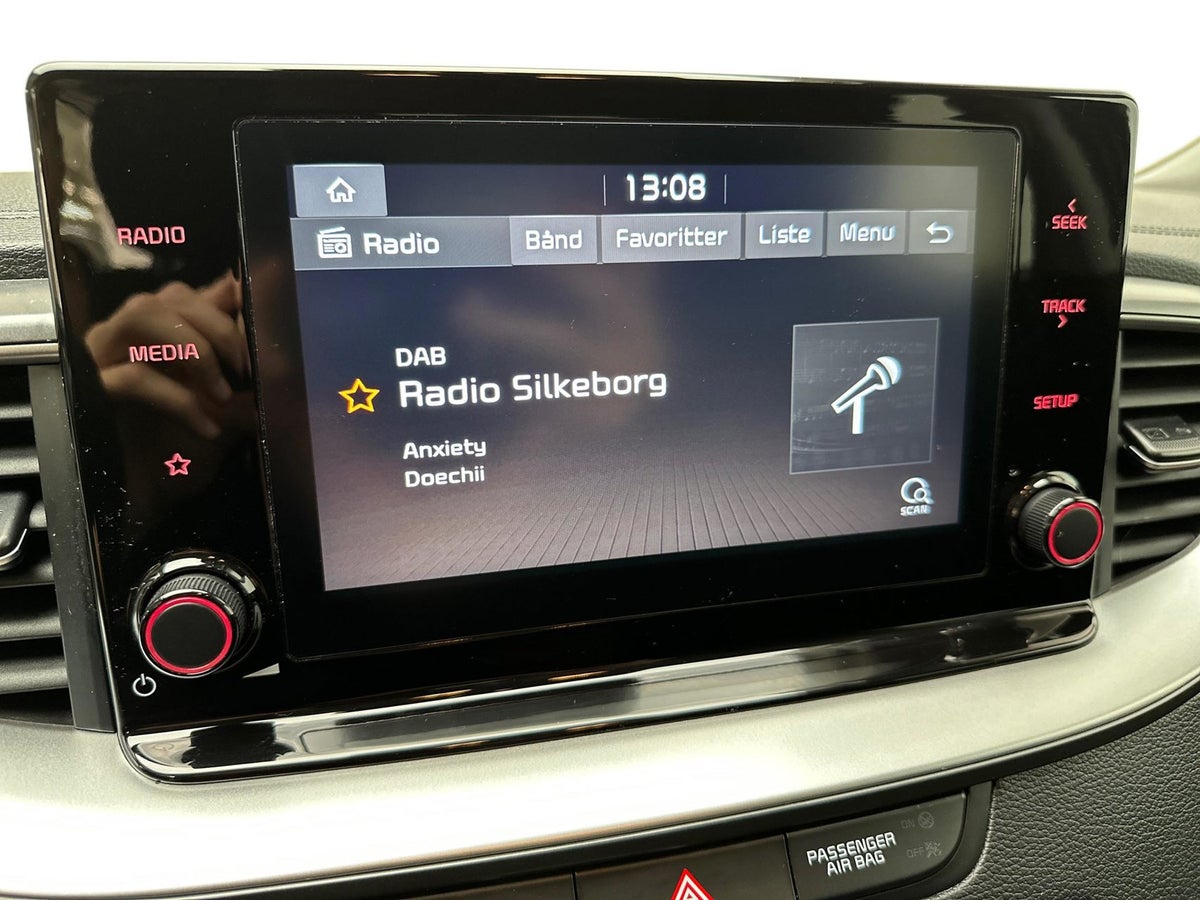 13:08
Radio
Bånd
Favoritter
Liste
Menu
RADIO
MEDIA
DAB
Radio Silkeborg
Anxiety
Doechii
SCAN
SEEK
TRACK
SETUP
PASSENGER
AIR BAG
ON
OFF